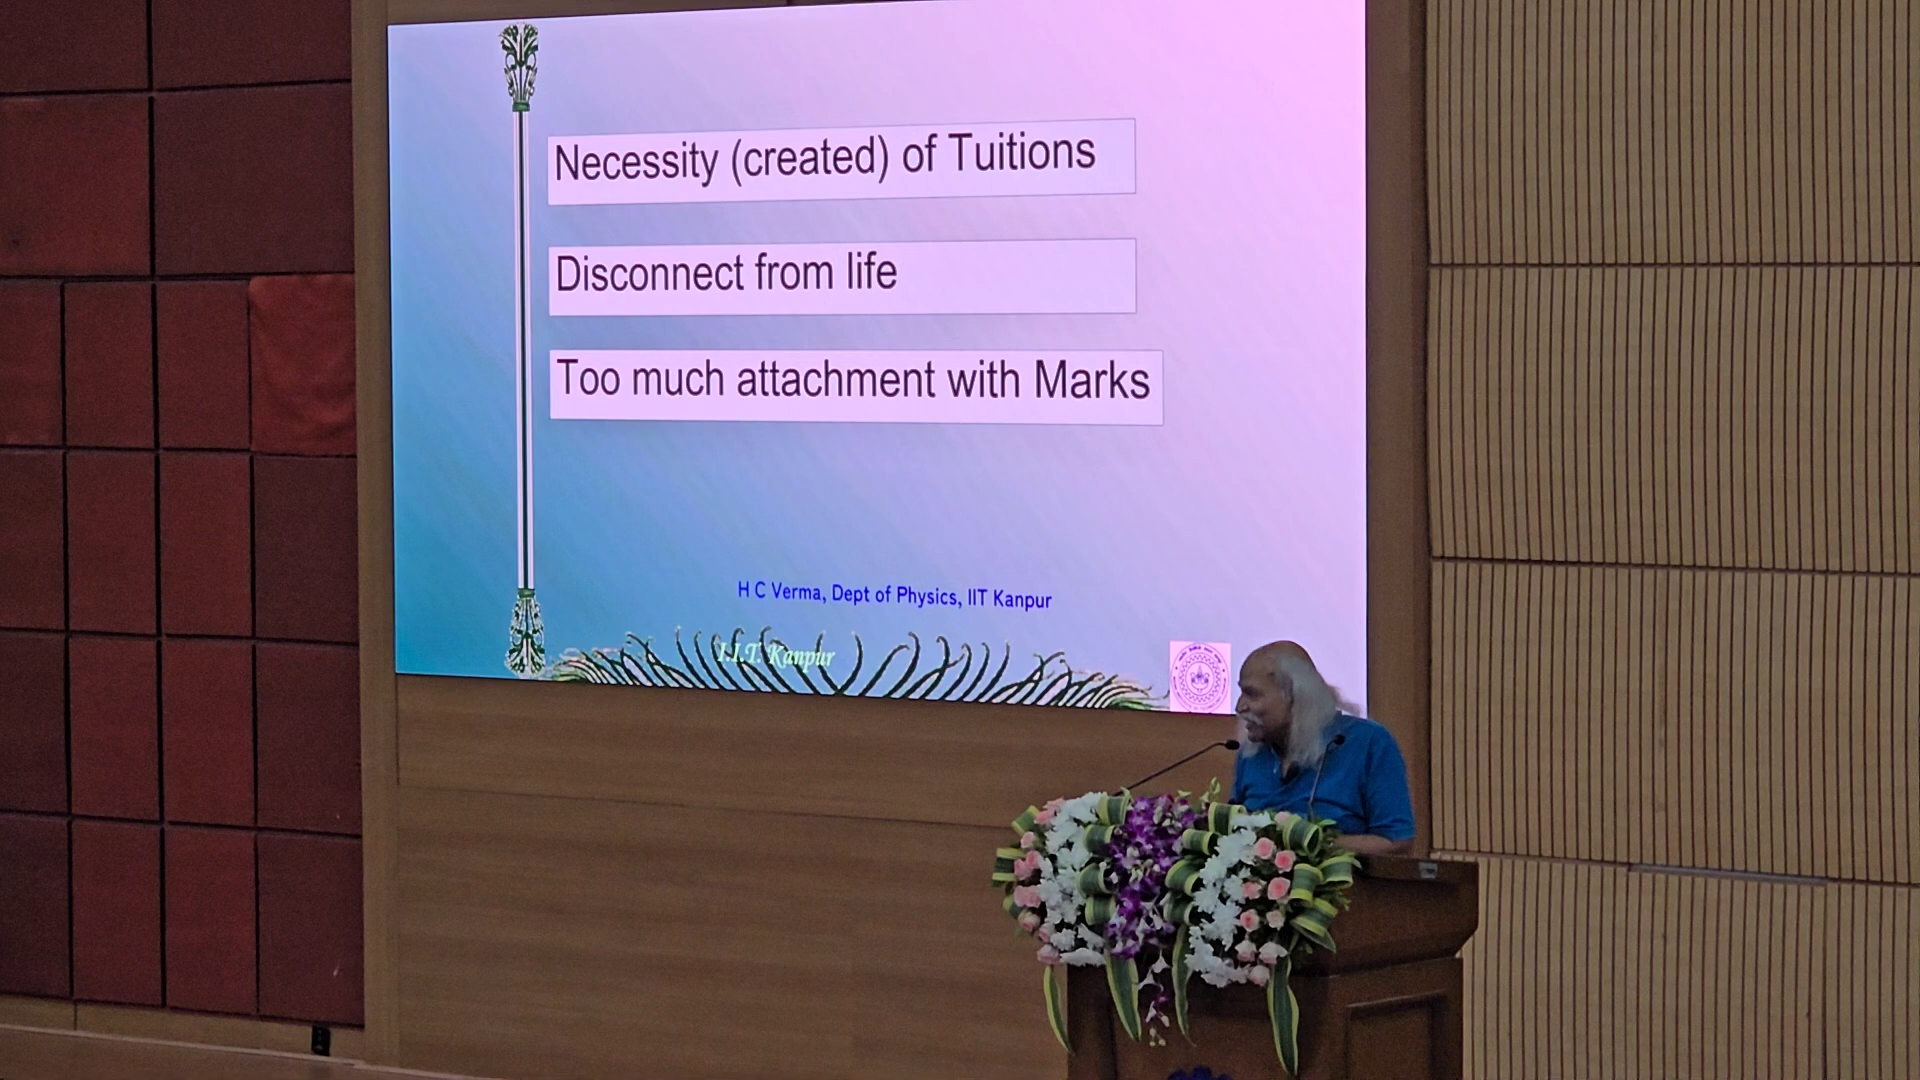 Necessity (created) of Tuitions
Disconnect from life
Too much attachment with Marks
H C Verma, Dept of Physics, IIT Kanpur
I.I.T. Kanpur